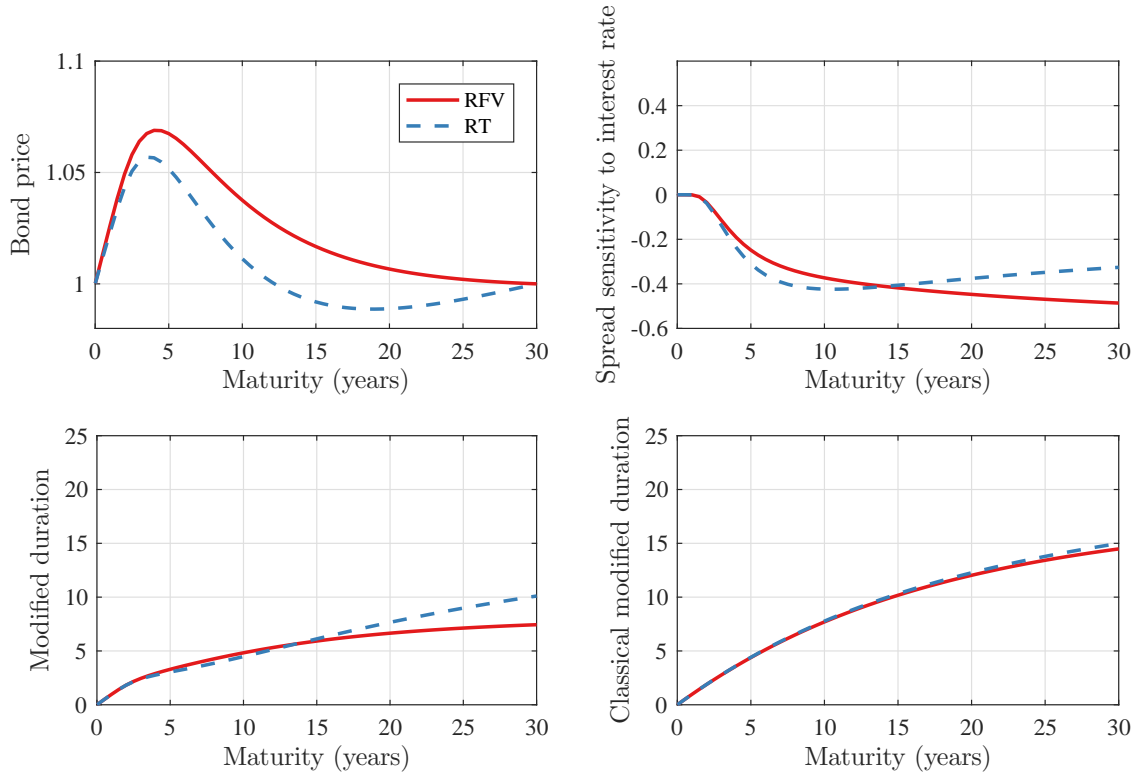 Bond price
1.1
1.05
1
RFV
RT
0 5 10 15 20 25 30
Maturity (years)
Spread sensitivity to interest rate
0.4
0.2
0
-0.2
-0.4
-0.6
0 5 10 15 20 25 30
Maturity (years)
Modified duration
25
20
15
10
5
0
0 5 10 15 20 25 30
Maturity (years)
Classical modified duration
25
20
15
10
5
0
0 5 10 15 20 25 30
Maturity (years)